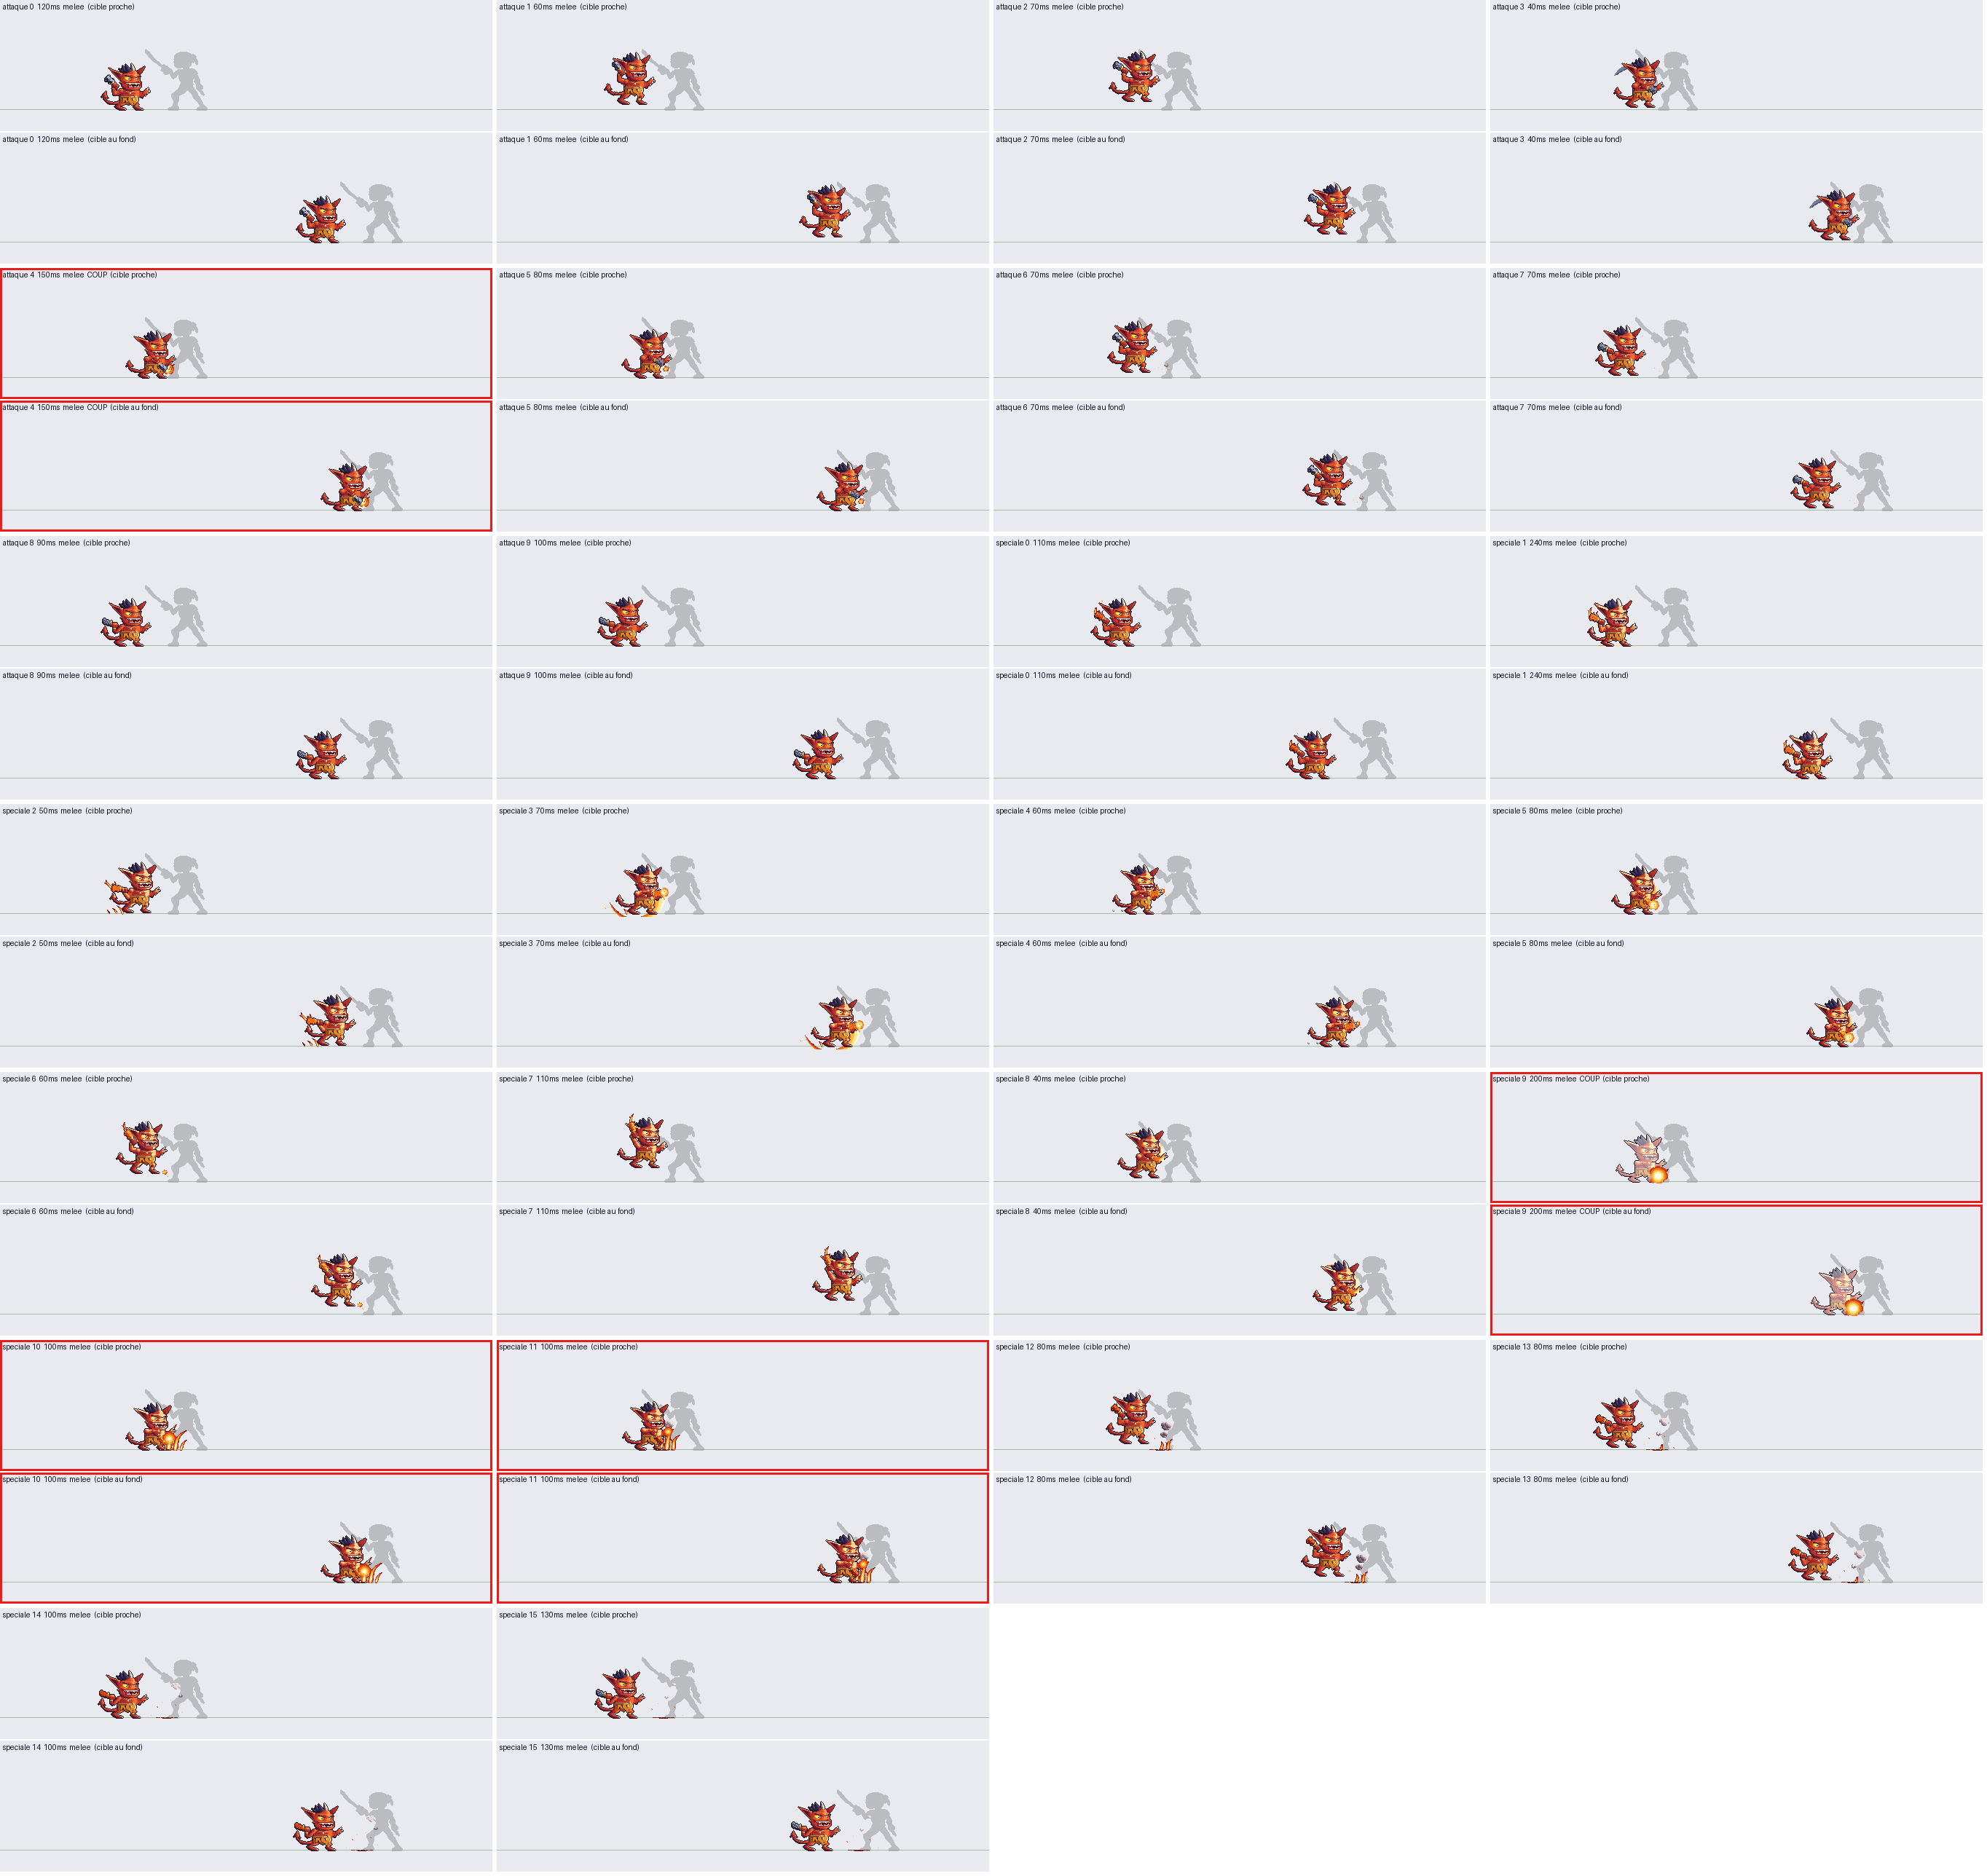 attaque 0 120ms melee (cible proche)
attaque 1 60ms melee (cible proche)
attaque 2 70ms melee (cible proche)
attaque 3 40ms melee (cible proche)
attaque 0 120ms melee (cible au fond)
attaque 1 60ms melee (cible au fond)
attaque 2 70ms melee (cible au fond)
attaque 3 40ms melee (cible au fond)
attaque 4 150ms melee COUP (cible proche)
attaque 5 80ms melee (cible proche)
attaque 6 70ms melee (cible proche)
attaque 7 70ms melee (cible proche)
attaque 4 150ms melee COUP (cible au fond)
attaque 5 80ms melee (cible au fond)
attaque 6 70ms melee (cible au fond)
attaque 7 70ms melee (cible au fond)
attaque 8 90ms melee (cible proche)
attaque 9 100ms melee (cible proche)
speciale 0 110ms melee (cible proche)
speciale 1 240ms melee (cible proche)
attaque 8 90ms melee (cible au fond)
attaque 9 100ms melee (cible au fond)
speciale 0 110ms melee (cible au fond)
speciale 1 240ms melee (cible au fond)
speciale 2 50ms melee (cible proche)
speciale 3 70ms melee (cible proche)
speciale 4 60ms melee (cible proche)
speciale 5 80ms melee (cible proche)
speciale 2 50ms melee (cible au fond)
speciale 3 70ms melee (cible au fond)
speciale 4 60ms melee (cible au fond)
speciale 5 80ms melee (cible au fond)
speciale 6 60ms melee (cible proche)
speciale 7 110ms melee (cible proche)
speciale 8 40ms melee (cible proche)
speciale 9 200ms melee COUP (cible proche)
speciale 6 60ms melee (cible au fond)
speciale 7 110ms melee (cible au fond)
speciale 8 40ms melee (cible au fond)
speciale 9 200ms melee COUP (cible au fond)
speciale 10 100ms melee (cible proche)
speciale 11 100ms melee (cible proche)
speciale 12 80ms melee (cible proche)
speciale 13 80ms melee (cible proche)
speciale 10 100ms melee (cible au fond)
speciale 11 100ms melee (cible au fond)
speciale 12 80ms melee (cible au fond)
speciale 13 80ms melee (cible au fond)
speciale 14 100ms melee (cible proche)
speciale 15 130ms melee (cible proche)
speciale 14 100ms melee (cible au fond)
speciale 15 130ms melee (cible au fond)